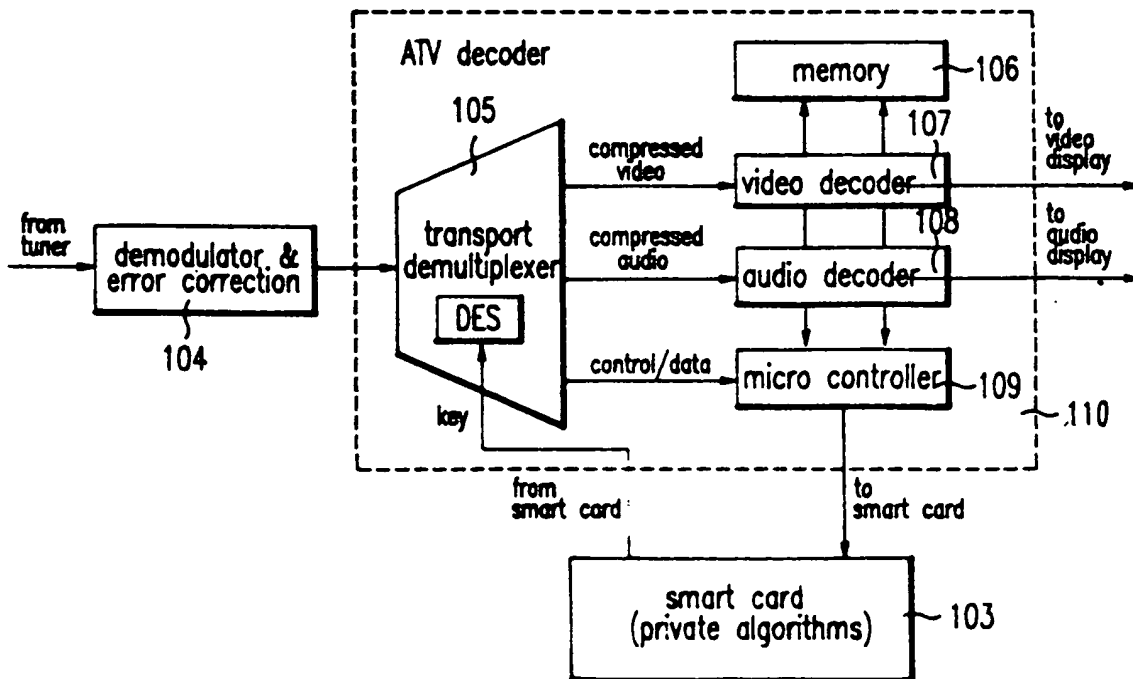 ATV decoder
memory
106
105
107
to
video
display
compressed
video
video decoder
108
to
audio
display
from
tuner
demodulator &
error correction
104
transport
demultiplexer
DES
compressed
audio
audio decoder
control/data
micro controller
109
110
key
from
smart card
to
smart card
smart card
(private algorithms)
103